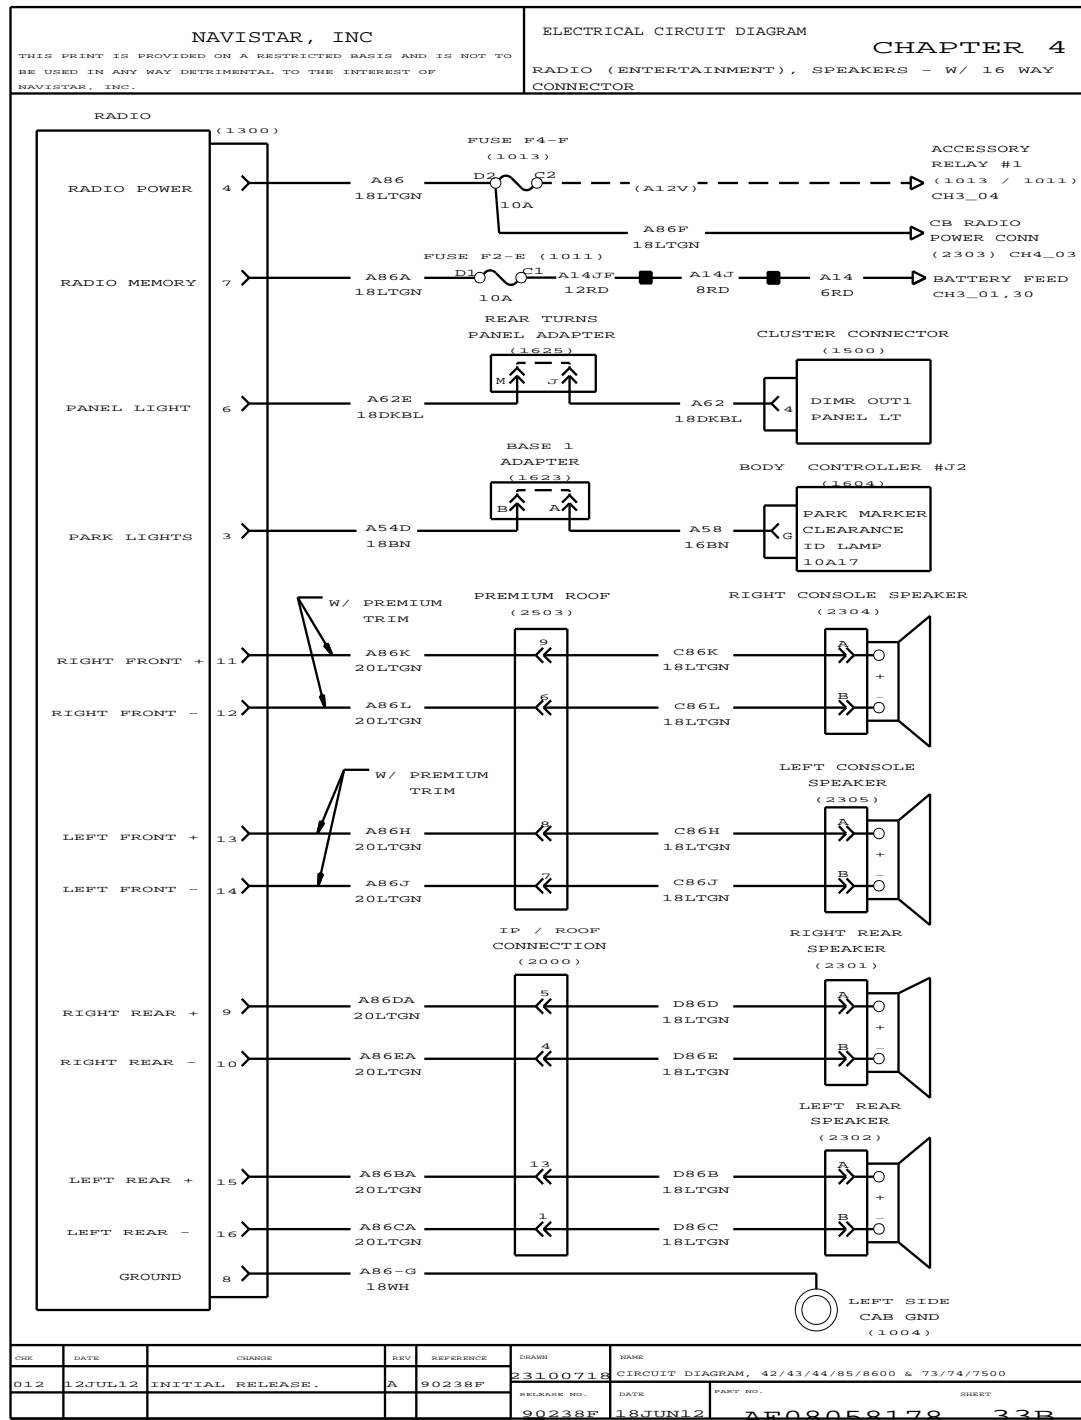 NAVISTAR, INC
THIS PRINT IS PROVIDED ON A RESTRICTED BASIS AND IS NOT TO
BE USED IN ANY WAY DETRIMENTAL TO THE INTEREST OF
NAVISTAR, INC.
ELECTRICAL CIRCUIT DIAGRAM
CHAPTER 4
RADIO (ENTERTAINMENT), SPEAKERS - W/ 16 WAY
CONNECTOR
RADIO
(1300)
FUSE F4-F
(1013)
RADIO POWER
4
A86
18LTGN
D2
C2
10A
(A12V)
ACCESSORY
RELAY #1
(1013 / 1011)
CH3_04
A86F
18LTGN
CB RADIO
POWER CONN
(2303) CH4_03
FUSE F2-E (1011)
RADIO MEMORY
7
A86A
18LTGN
D1
C1
10A
A14JF
12RD
A14J
8RD
A14
6RD
BATTERY FEED
CH3_01,30
REAR TURNS
PANEL ADAPTER
(1625)
CLUSTER CONNECTOR
(1500)
PANEL LIGHT
6
A62E
18DKBL
M
J
A62
18DKBL
4
DIMR OUT1
PANEL LT
BASE 1
ADAPTER
(1623)
BODY CONTROLLER #J2
(1604)
PARK LIGHTS
3
A54D
18BN
B
A
A58
16BN
G
PARK MARKER
CLEARANCE
ID LAMP
10A17
W/ PREMIUM
TRIM
PREMIUM ROOF
(2503)
RIGHT CONSOLE SPEAKER
(2304)
RIGHT FRONT +
11
A86K
20LTGN
9
C86K
18LTGN
A
+
RIGHT FRONT -
12
A86L
20LTGN
6
C86L
18LTGN
B
-
W/ PREMIUM
TRIM
LEFT CONSOLE
SPEAKER
(2305)
LEFT FRONT +
13
A86H
20LTGN
8
C86H
18LTGN
A
+
LEFT FRONT -
14
A86J
20LTGN
7
C86J
18LTGN
B
-
IP / ROOF
CONNECTION
(2000)
RIGHT REAR
SPEAKER
(2301)
RIGHT REAR +
9
A86DA
20LTGN
5
D86D
18LTGN
A
+
RIGHT REAR -
10
A86EA
20LTGN
4
D86E
18LTGN
B
-
LEFT REAR
SPEAKER
(2302)
LEFT REAR +
15
A86BA
20LTGN
13
D86B
18LTGN
A
+
LEFT REAR -
16
A86CA
20LTGN
1
D86C
18LTGN
B
-
GROUND
8
A86-G
18WH
LEFT SIDE
CAB GND
(1004)
CHK DATE CHANGE REV REFERENCE
012 12JUL12 INITIAL RELEASE. A 90238F
DRAWN
23100718
NAME
CIRCUIT DIAGRAM, 42/43/44/85/8600 & 73/74/7500
RELEASE NO.
90238F
DATE
18JUN12
PART NO.
AF08058178
SHEET
33B